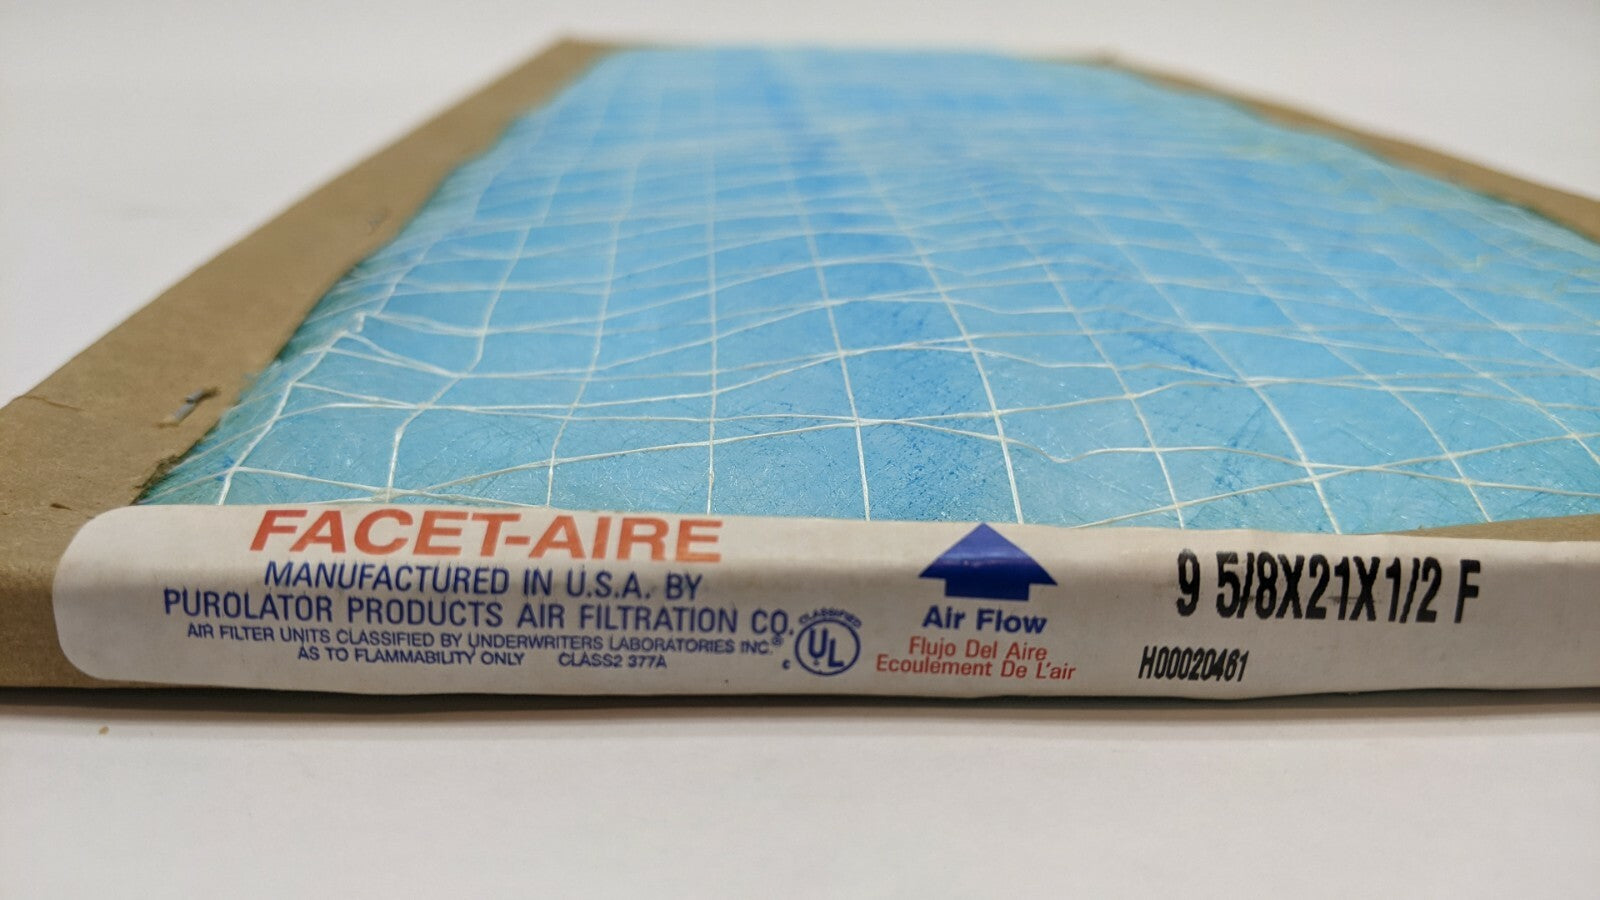 FACET-AIRE
MANUFACTURED IN U.S.A. BY
PUROLATOR PRODUCTS AIR FILTRATION CO.
AIR FILTER UNITS CLASSIFIED BY UNDERWRITERS LABORATORIES INC.®
AS TO FLAMMABILITY ONLY CLASS2 377A
CLASSIFIED
C UL
Air Flow
Flujo Del Aire
Ecoulement De L'air
9 5/8X21X1/2 F
H00020461